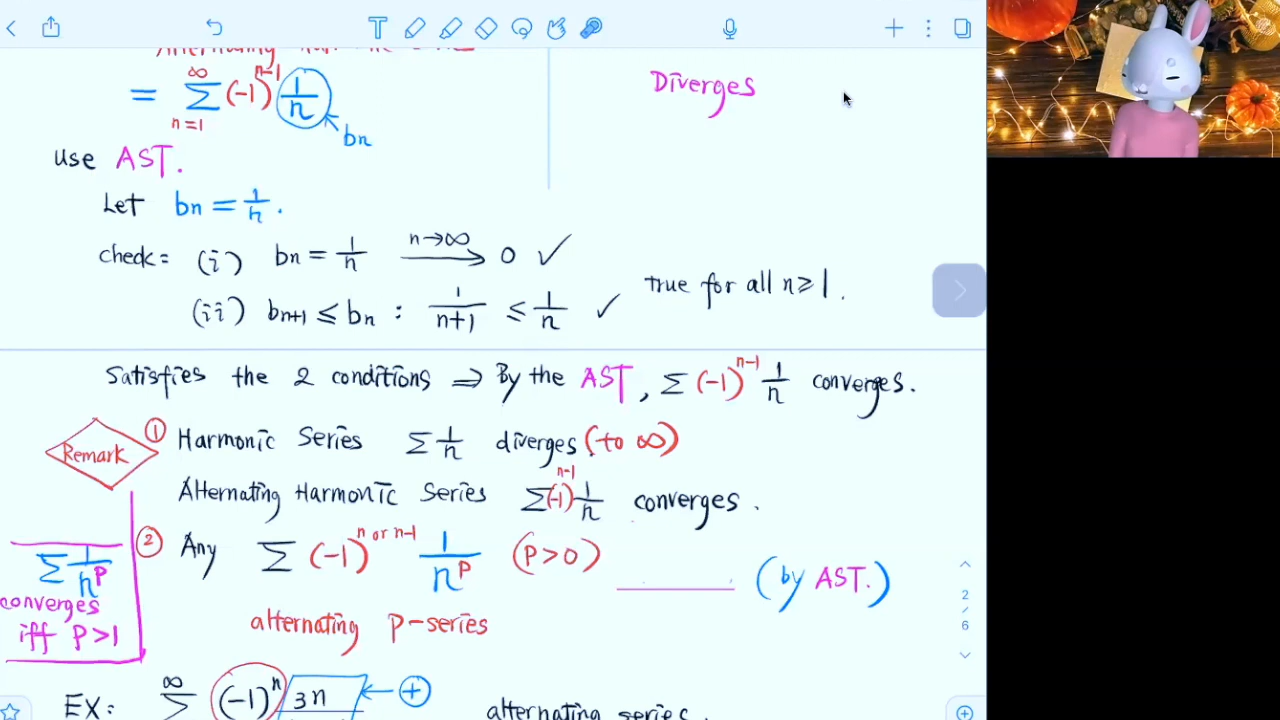 = ∞ Σ n=1 (-1)^{n-1} 1/n
bn
Diverges
use AST.
Let bn = 1/n.
check: (i) bn = 1/n n→∞ → 0 ✓
(ii) bn+1 ≤ bn : 1/(n+1) ≤ 1/n ✓ true for all n ≥ 1.
Satisfies the 2 conditions ⇒ By the AST, Σ (-1)^{n-1} 1/n converges.
Remark ① Harmonic Series Σ 1/n diverges (to ∞)
Alternating Harmonic Series Σ (-1)^{n-1} 1/n converges.
② Any Σ (-1)^{n or n-1} 1/n^p (P>0) ______ (by AST.)
alternating p-series
Σ 1/n^p
converges
iff p>1
EX: ∞ Σ (-1)^n 3n ← +
alternating series.
2
6